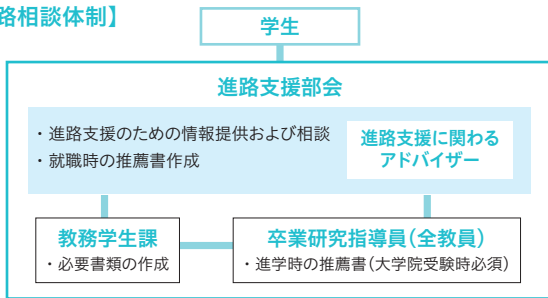 路相談体制】
学生
進路支援部会
・進路支援のための情報提供および相談
・就職時の推薦書作成
進路支援に関わる
アドバイザー
教務学生課
・必要書類の作成
卒業研究指導員(全教員)
・進学時の推薦書(大学院受験時必須)